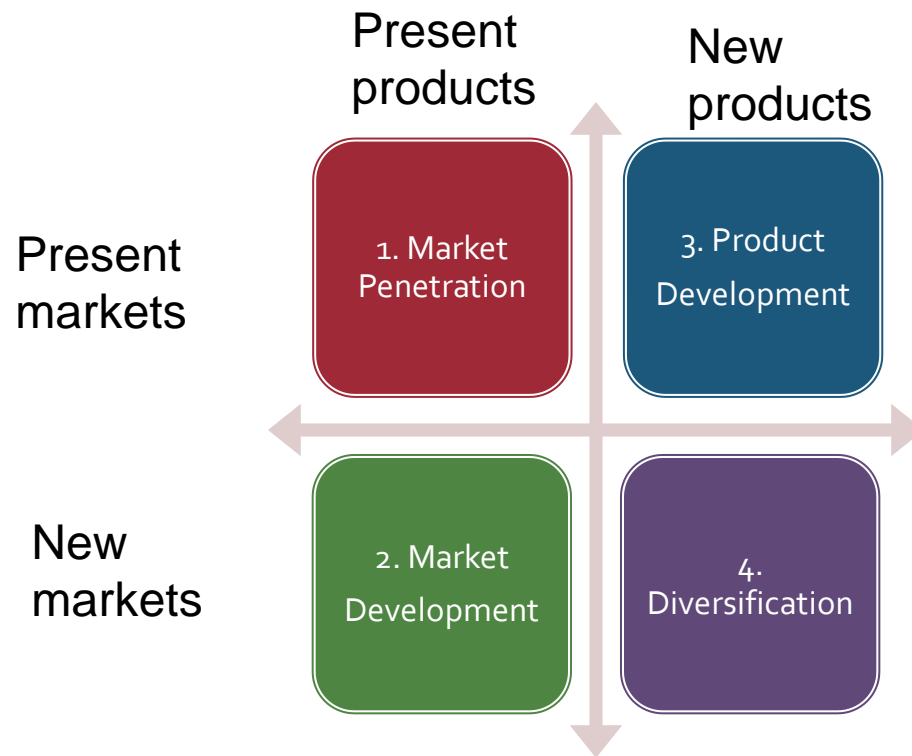 Present
products
New
products
Present
markets
1. Market
Penetration
3. Product
Development
New
markets
2. Market
Development
4.
Diversification